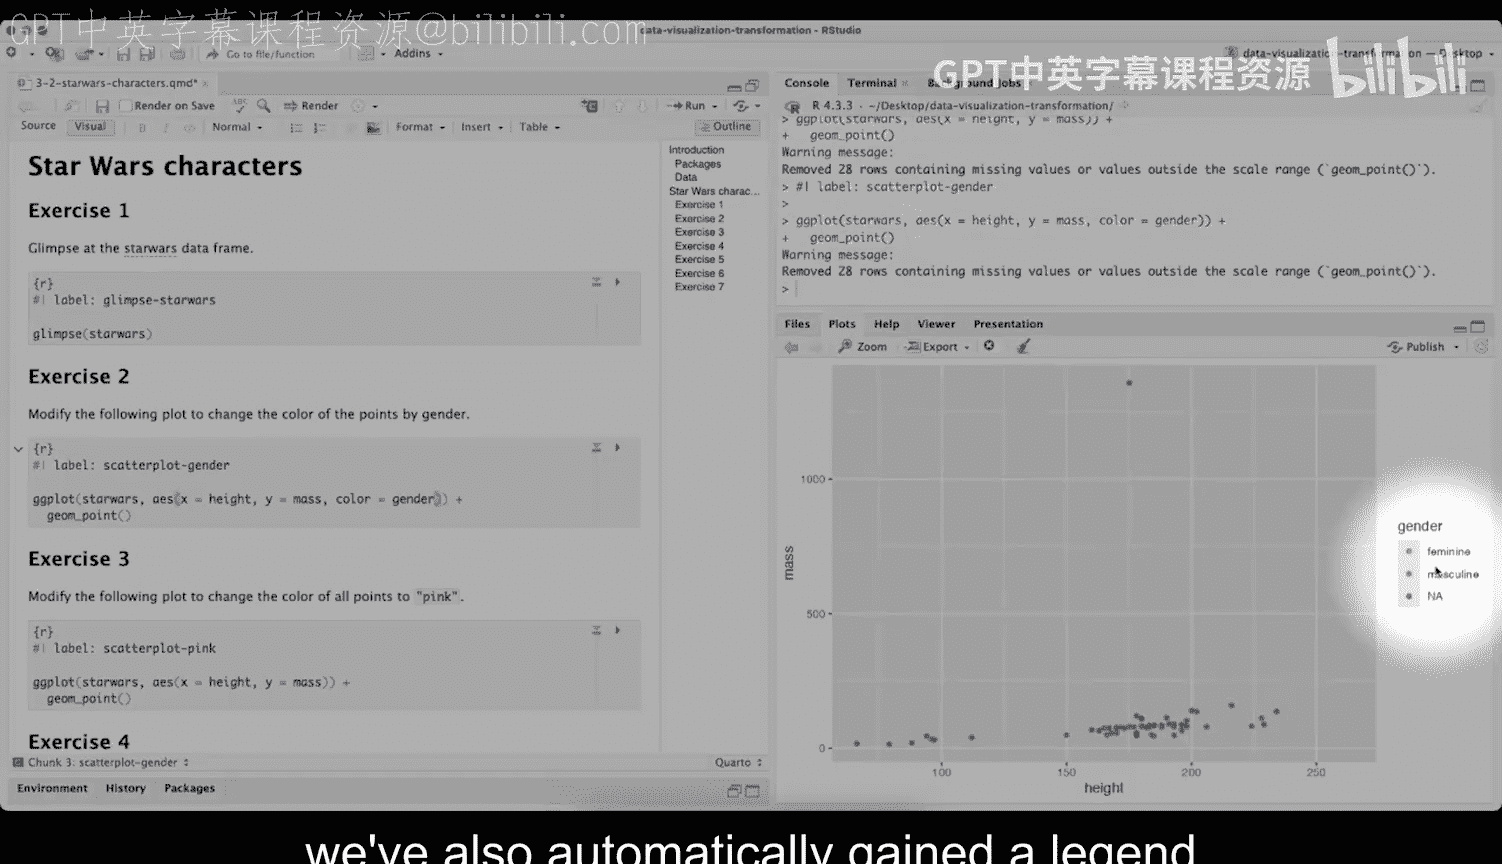 GPT中英字幕课程资源@bilibili.com
data-visualization-transformation - RStudio
Go to file/function
Addins
GPT中英字幕课程资源 bilibili
3-2-starwars-characters.qmd*
Render on Save
Render
Run
Source
Visual
Normal
Format
Insert
Table
Outline
Star Wars characters
Exercise 1
Glimpse at the starwars data frame.
{r}
#| label: glimpse-starwars
glimpse(starwars)
Exercise 2
Modify the following plot to change the color of the points by gender.
{r}
#| label: scatterplot-gender
ggplot(starwars, aes(x = height, y = mass, color = gender)) +
geom_point()
Exercise 3
Modify the following plot to change the color of all points to "pink".
{r}
#| label: scatterplot-pink
ggplot(starwars, aes(x = height, y = mass)) +
geom_point()
Exercise 4
Chunk 3: scatterplot-gender
Quarto
Environment
History
Packages
Introduction
Packages
Data
Star Wars charac...
Exercise 1
Exercise 2
Exercise 3
Exercise 4
Exercise 5
Exercise 6
Exercise 7
Console
Terminal
Background Jobs
R 4.3.3 · ~/Desktop/data-visualization-transformation/
> ggplot(starwars, aes(x = height, y = mass)) +
+ geom_point()
Warning message:
Removed 28 rows containing missing values or values outside the scale range (`geom_point()`).
> #| label: scatterplot-gender
>
> ggplot(starwars, aes(x = height, y = mass, color = gender)) +
+ geom_point()
Warning message:
Removed 28 rows containing missing values or values outside the scale range (`geom_point()`).
>
Files
Plots
Help
Viewer
Presentation
Zoom
Export
Publish
1000
500
0
mass
100
150
200
250
height
gender
feminine
masculine
NA
we've also automatically gained a legend